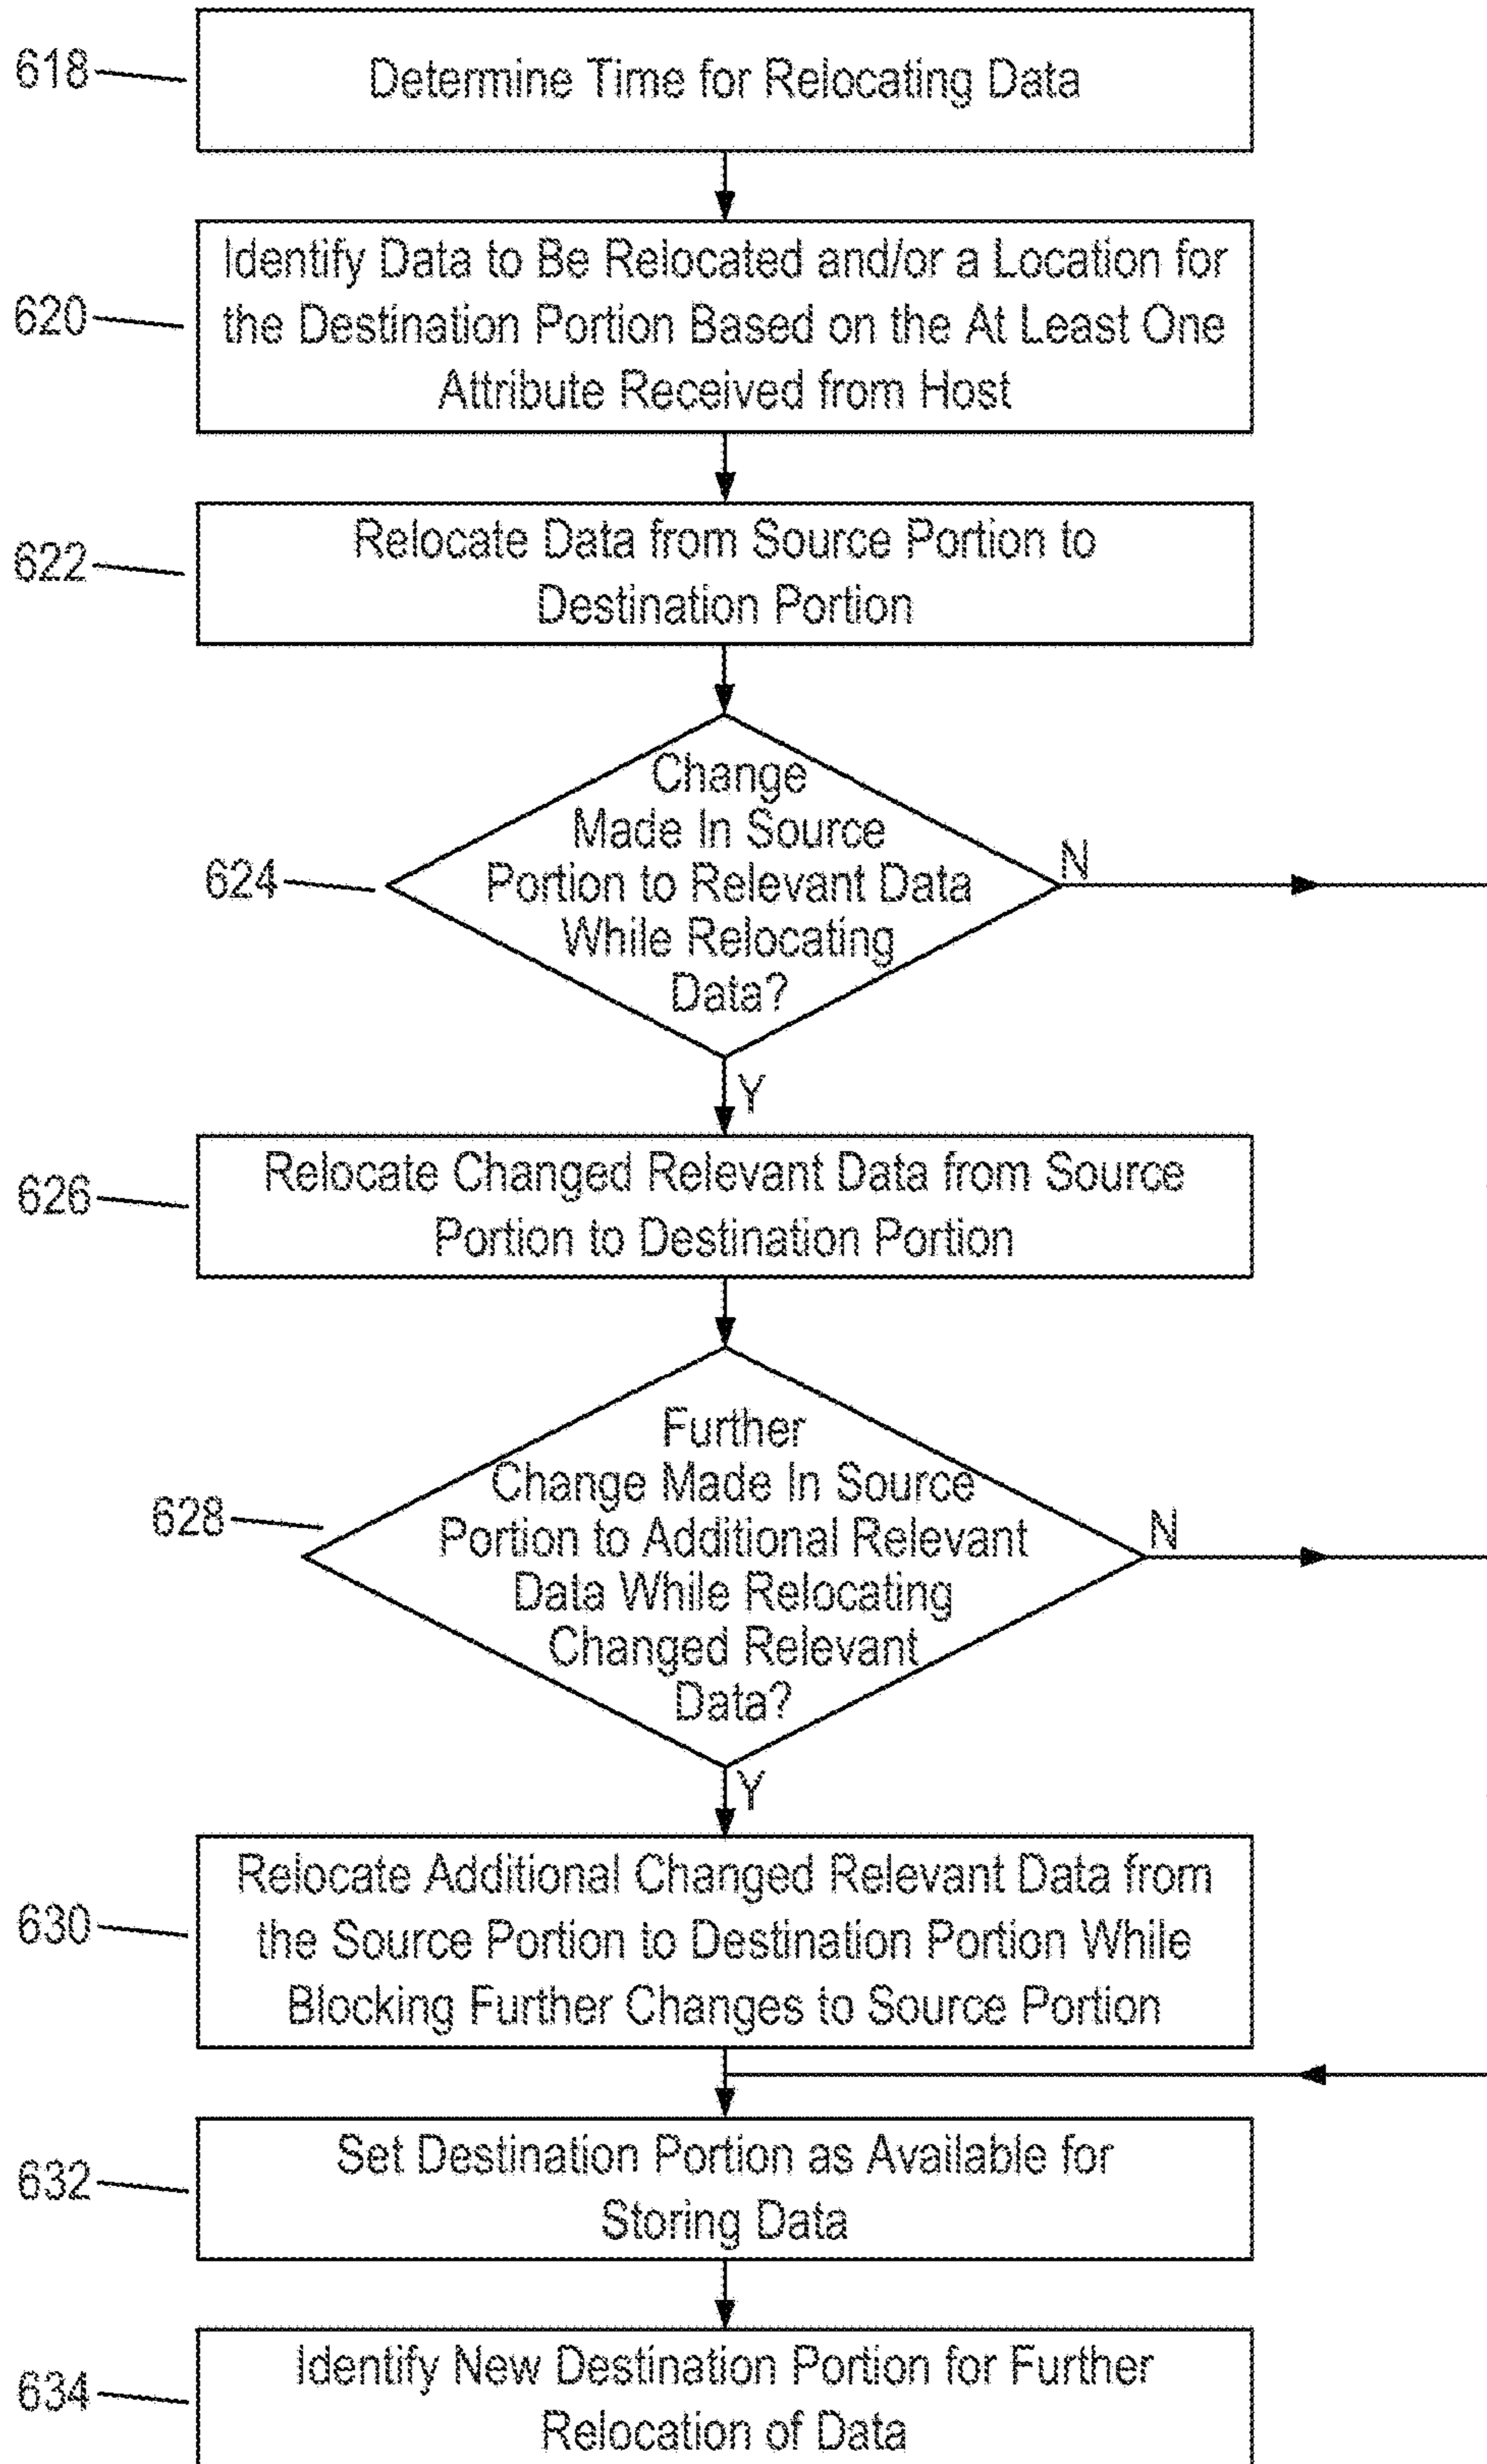 618
Determine Time for Relocating Data
620
Identify Data to Be Relocated and/or a Location for
the Destination Portion Based on the At Least One
Attribute Received from Host
622
Relocate Data from Source Portion to
Destination Portion
624
Change
Made In Source
Portion to Relevant Data
While Relocating
Data?
N
Y
626
Relocate Changed Relevant Data from Source
Portion to Destination Portion
628
Further
Change Made In Source
Portion to Additional Relevant
Data While Relocating
Changed Relevant
Data?
N
Y
630
Relocate Additional Changed Relevant Data from
the Source Portion to Destination Portion While
Blocking Further Changes to Source Portion
632
Set Destination Portion as Available for
Storing Data
634
Identify New Destination Portion for Further
Relocation of Data